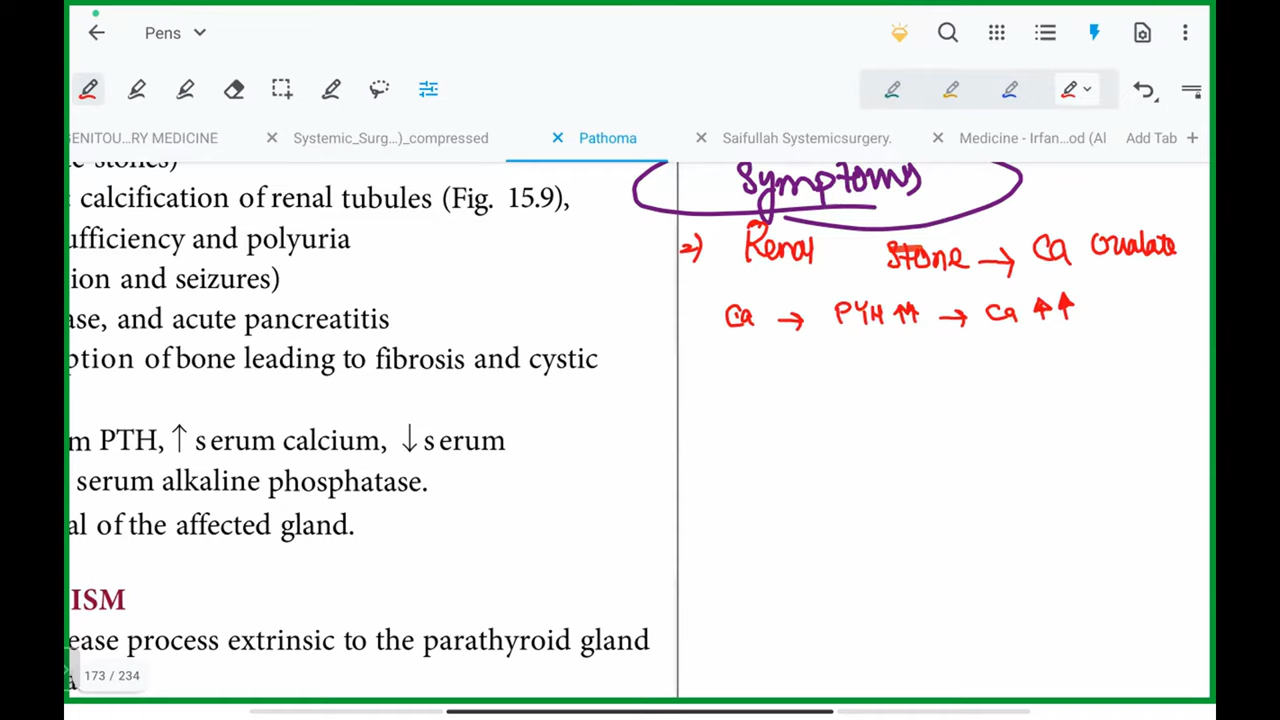 Pens
GENITOU...RY MEDICINE
Systemic_Surg...)_compressed
Pathoma
Saifullah Systemicsurgery.
Medicine - Irfan...od (Al
Add Tab
e stones)
calcification of renal tubules (Fig. 15.9),
ufficiency and polyuria
ion and seizures)
ase, and acute pancreatitis
ption of bone leading to fibrosis and cystic
m PTH, ↑ serum calcium, ↓ serum
serum alkaline phosphatase.
al of the affected gland.
ISM
ease process extrinsic to the parathyroid gland
173 / 234
Symptoms
2) Renal Stone → Ca oxalate
Ca → PTH ↑↑ → Ca ↑↑